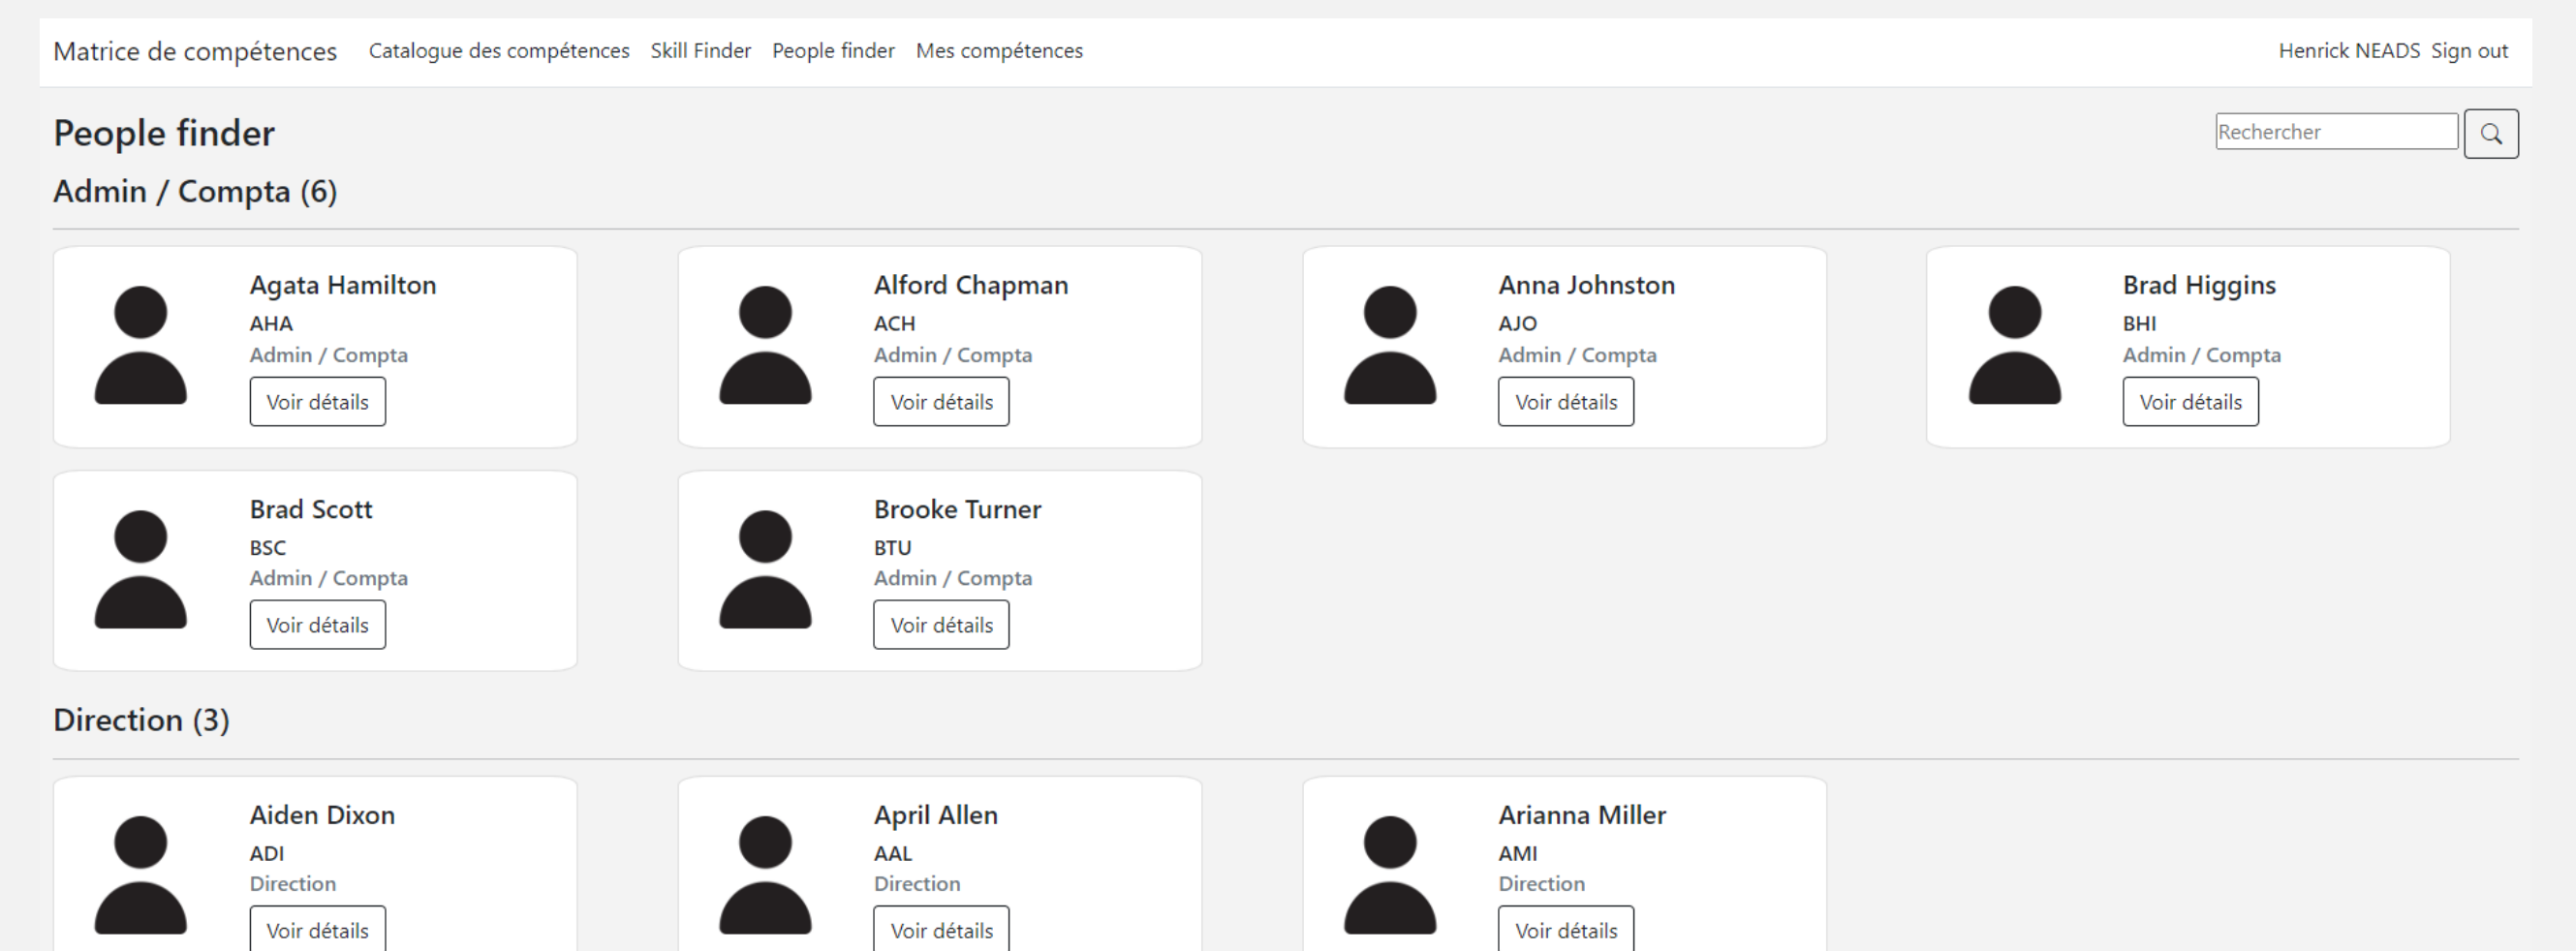 Matrice de compétences Catalogue des compétences Skill Finder People finder Mes compétences Henrick NEADS Sign out
People finder Rechercher
Admin / Compta (6)
Agata Hamilton
AHA
Admin / Compta
Voir détails
Alford Chapman
ACH
Admin / Compta
Voir détails
Anna Johnston
AJO
Admin / Compta
Voir détails
Brad Higgins
BHI
Admin / Compta
Voir détails
Brad Scott
BSC
Admin / Compta
Voir détails
Brooke Turner
BTU
Admin / Compta
Voir détails
Direction (3)
Aiden Dixon
ADI
Direction
Voir détails
April Allen
AAL
Direction
Voir détails
Arianna Miller
AMI
Direction
Voir détails